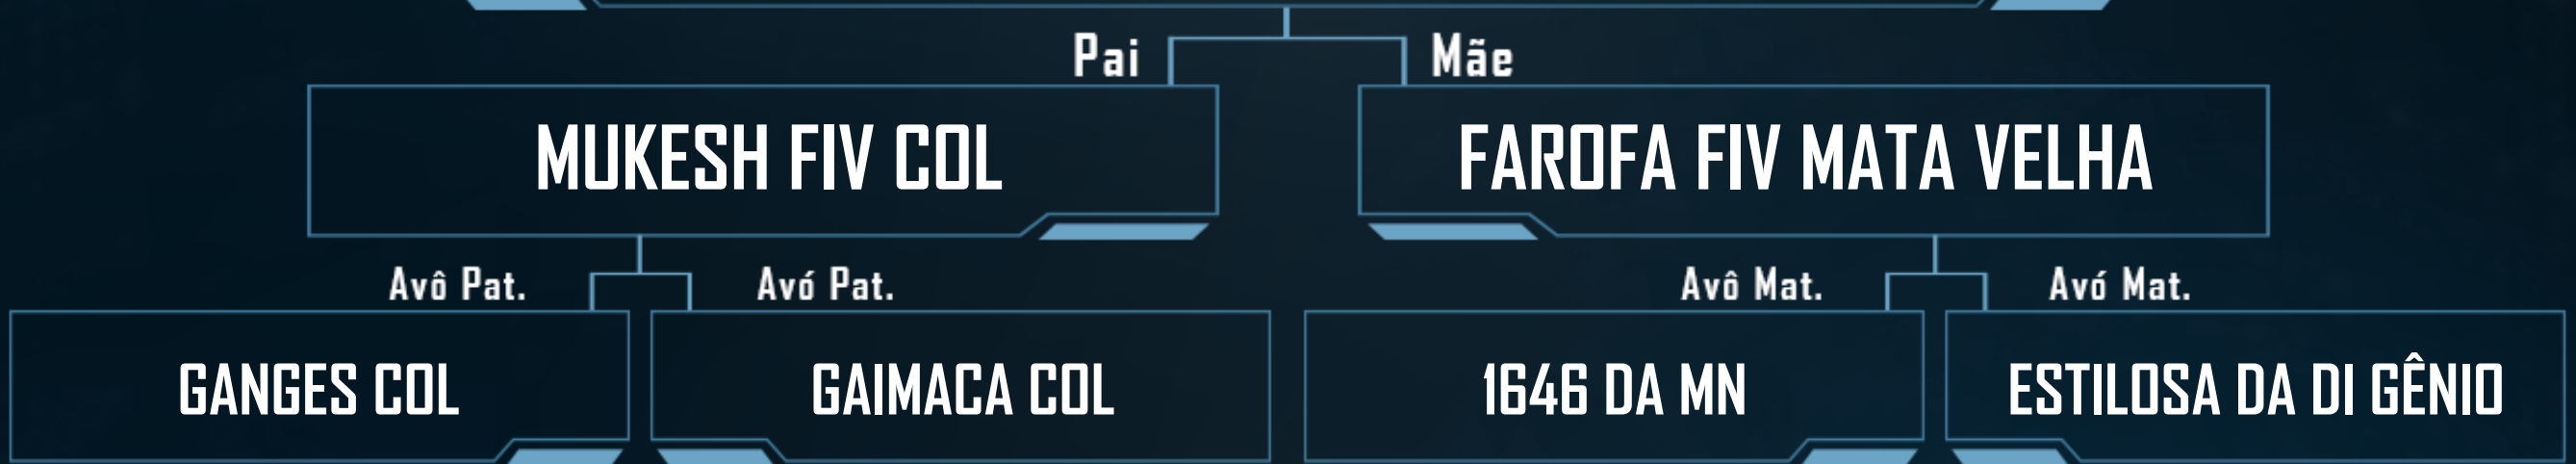 Pai Mãe
MUKESH FIV COL FAROFA FIV MATA VELHA
Avô Pat. Avó Pat. Avô Mat. Avó Mat.
GANGES COL GAIMACA COL 1646 DA MN ESTILOSA DA DI GÊNIO